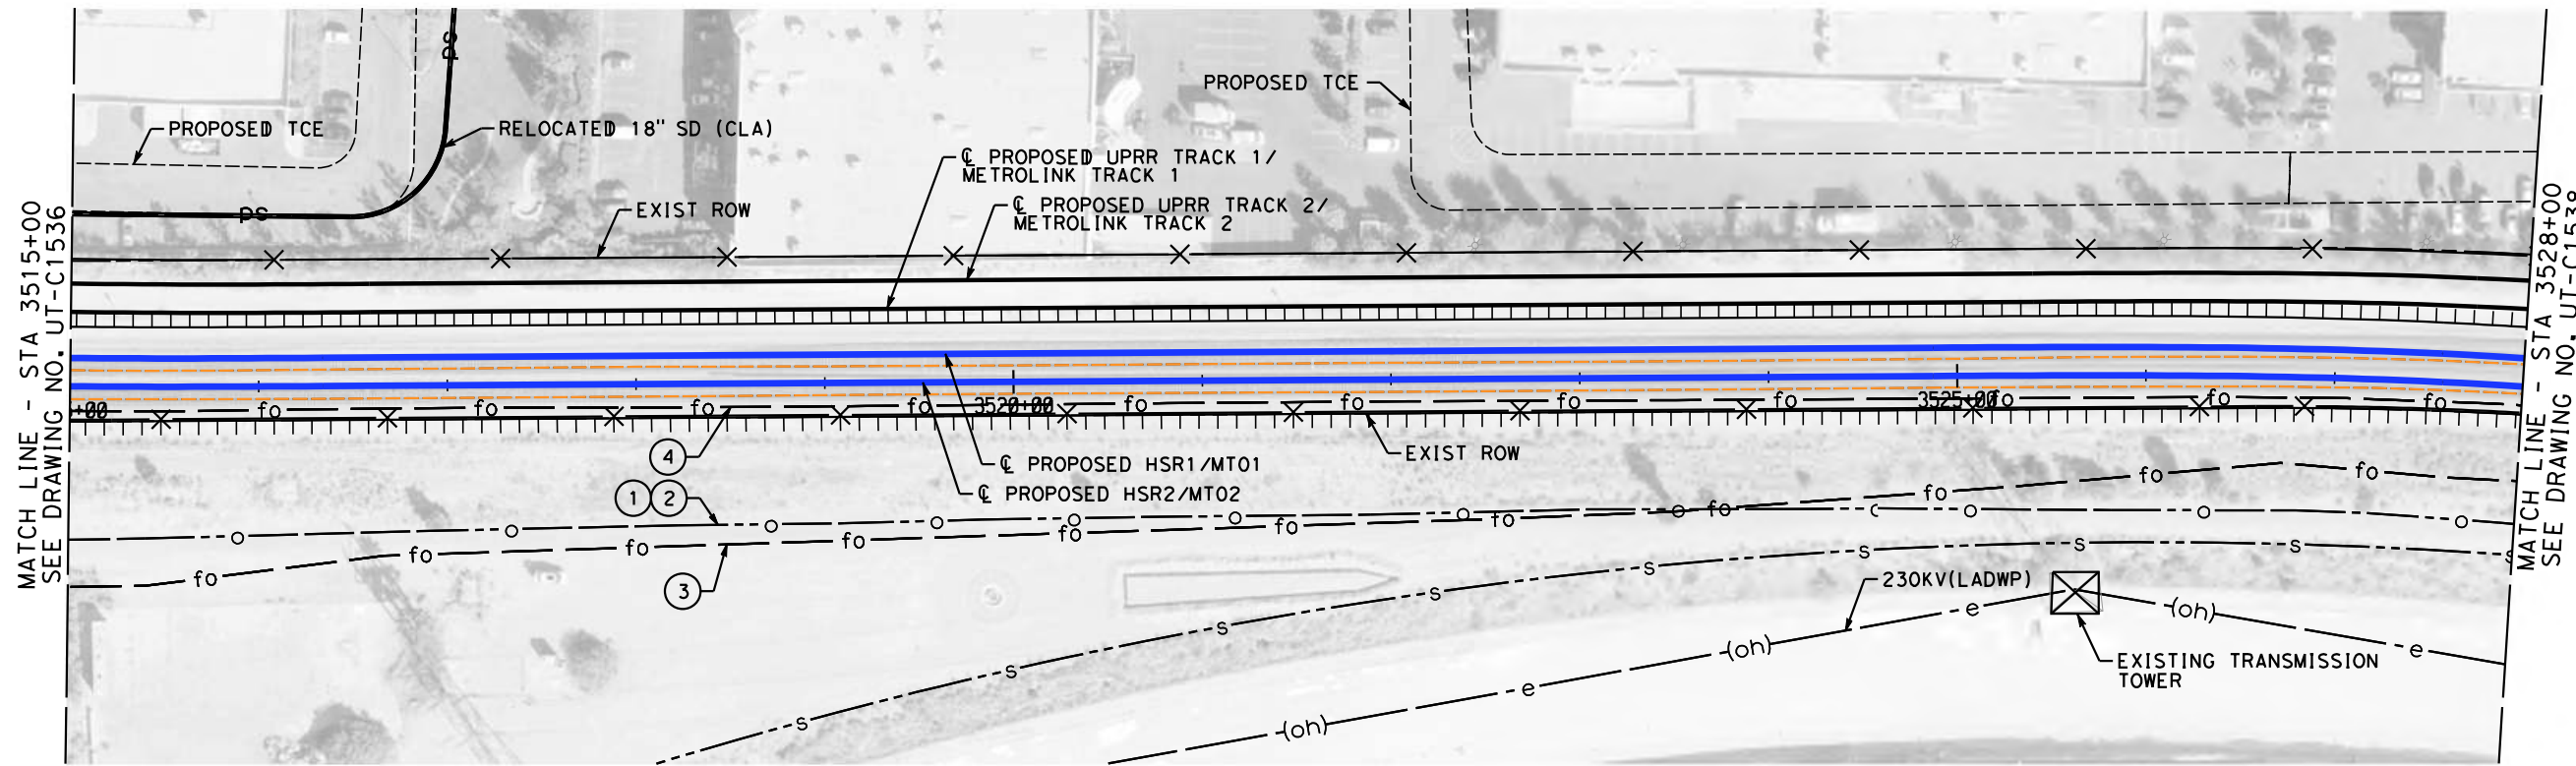 MATCH LINE - STA 3515+00
SEE DRAWING NO. UT-C1536
PROPOSED TCE
sd
RELOCATED 18" SD (CLA)
sd
EXIST ROW
℄ PROPOSED UPRR TRACK 1/
METROLINK TRACK 1
℄ PROPOSED UPRR TRACK 2/
METROLINK TRACK 2
PROPOSED TCE
+00 fo fo fo fo 3520+00 fo fo fo fo 3525+00 fo fo fo
4
℄ PROPOSED HSR1/MT01
EXIST ROW
1 2
℄ PROPOSED HSR2/MT02
fo fo fo fo fo fo fo fo fo fo fo
3
s s s s s s s s s
230KV(LADWP)
(oh) e (oh) e (oh) e
EXISTING TRANSMISSION
TOWER
MATCH LINE - STA 3528+00
SEE DRAWING NO. UT-C1538